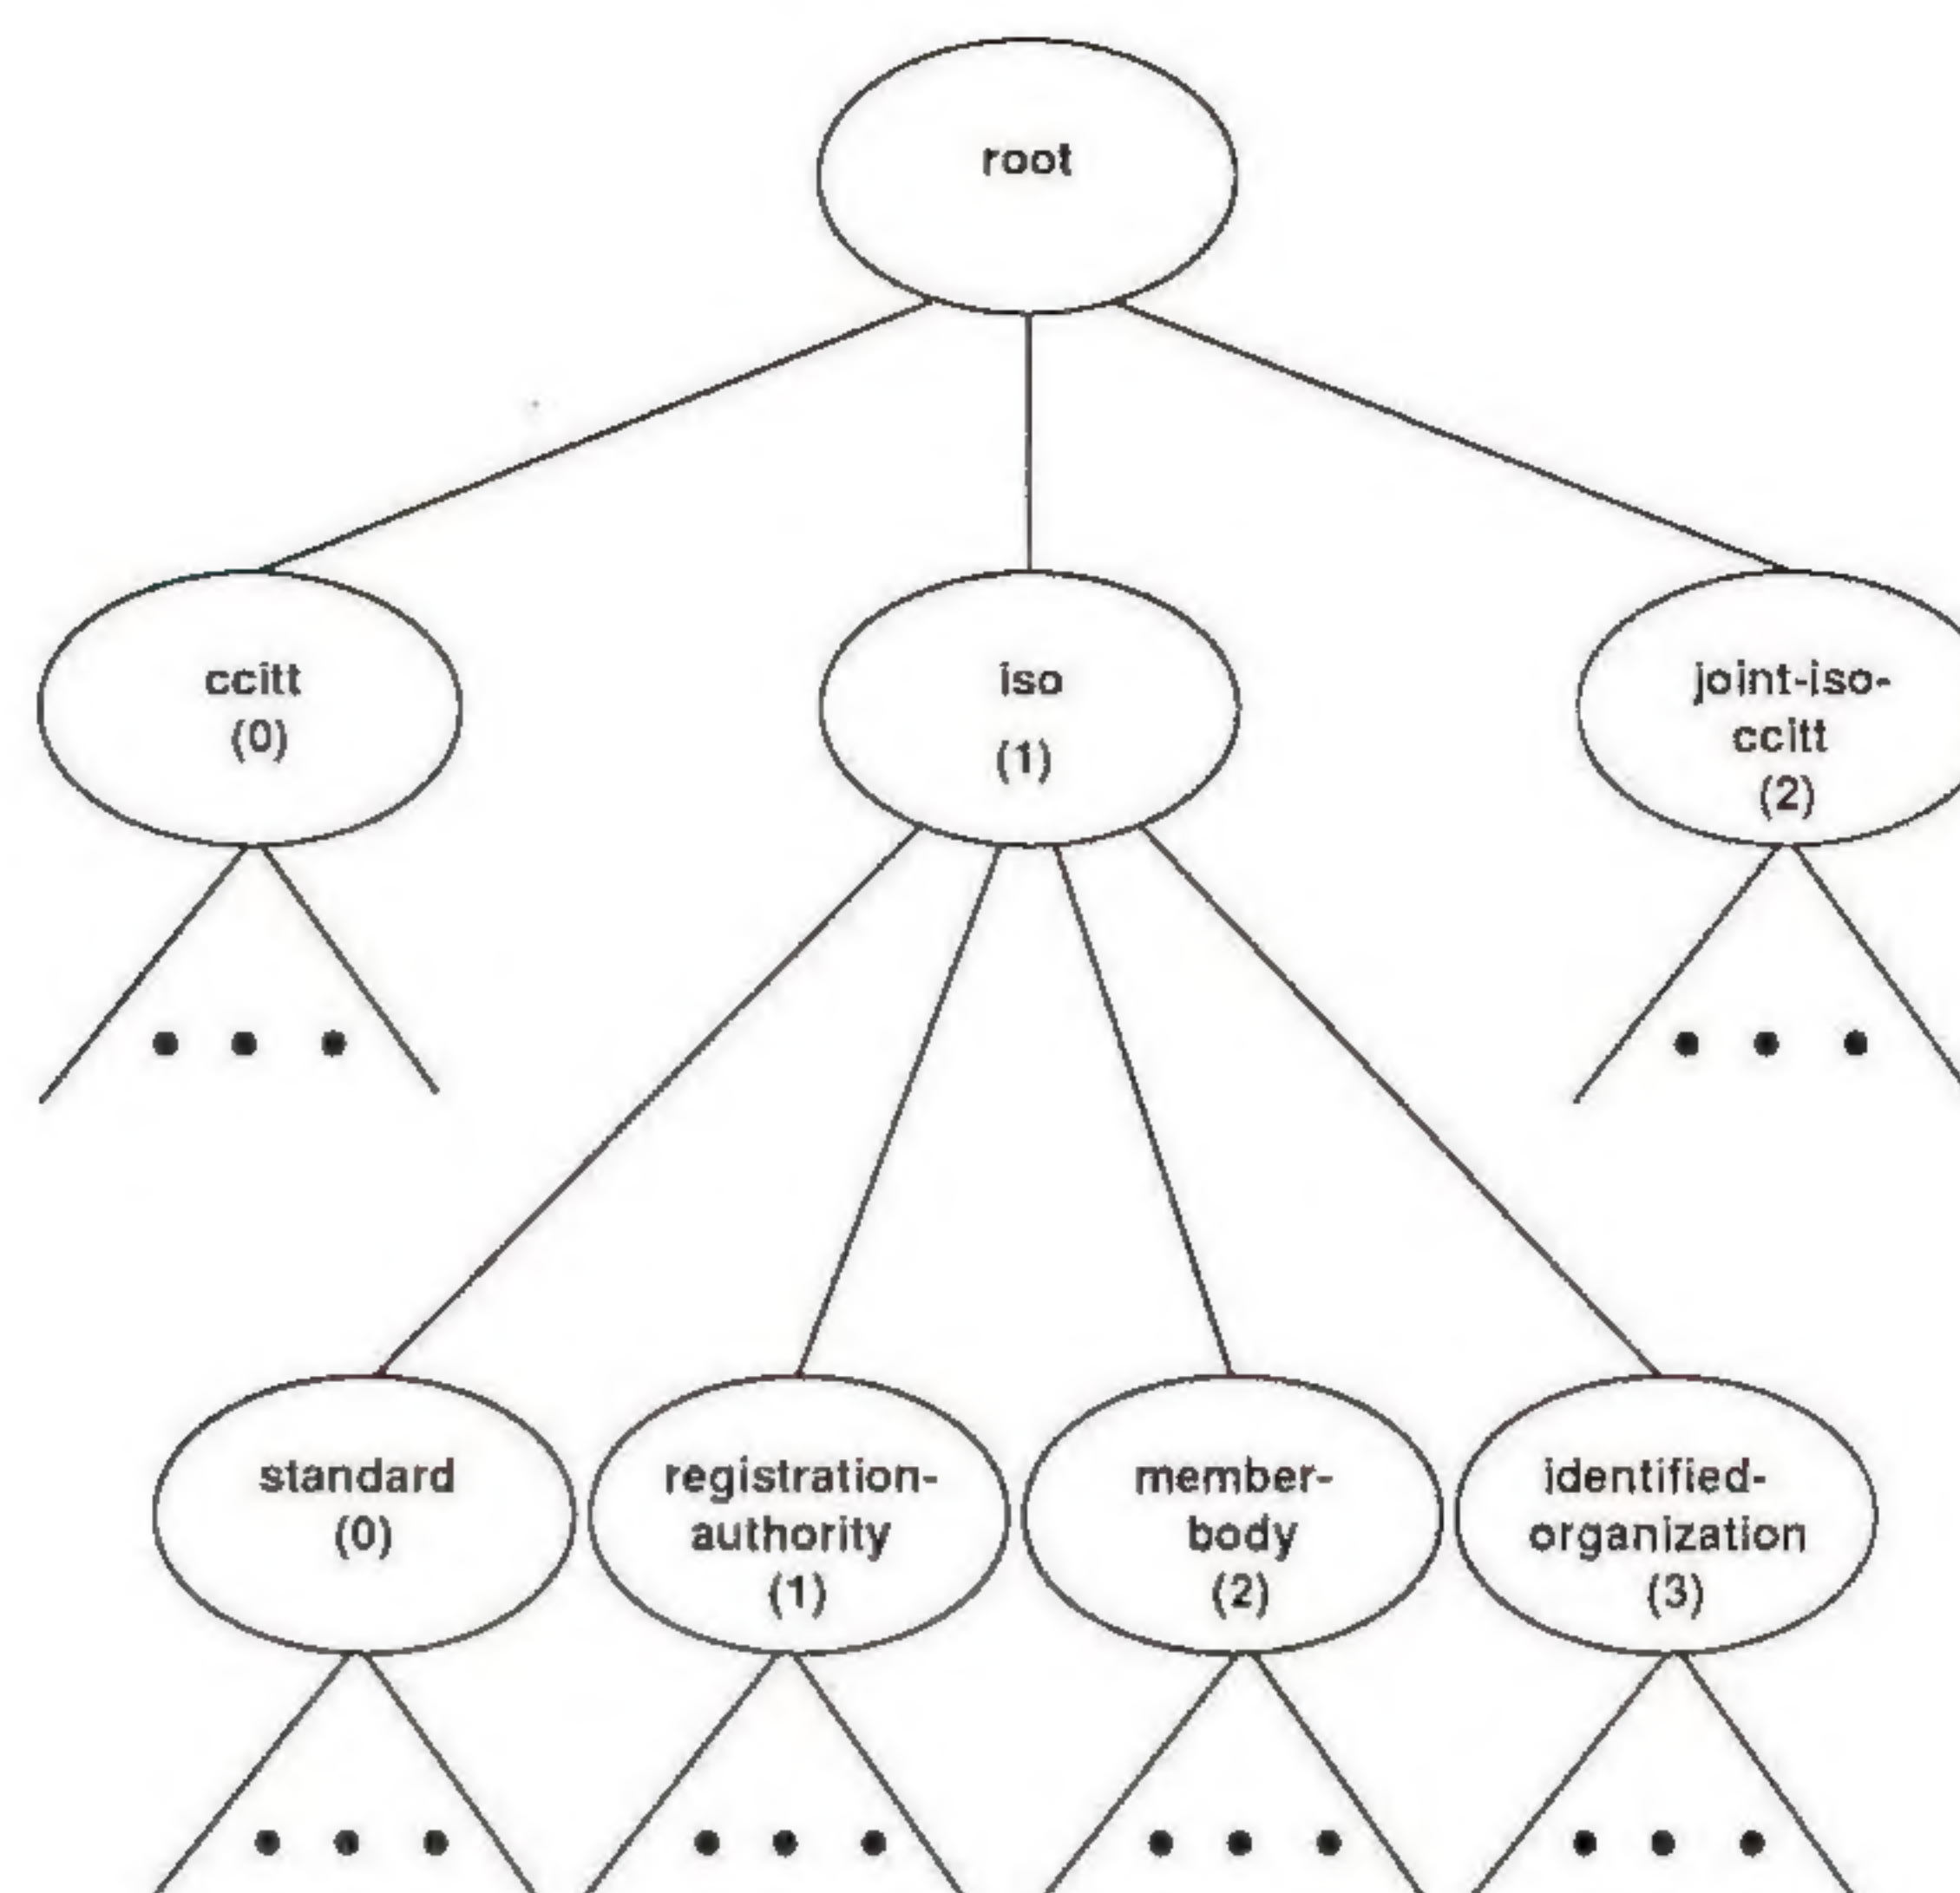 root
ccitt
(0)
iso
(1)
joint-iso-
ccitt
(2)
standard
(0)
registration-
authority
(1)
member-
body
(2)
identified-
organization
(3)